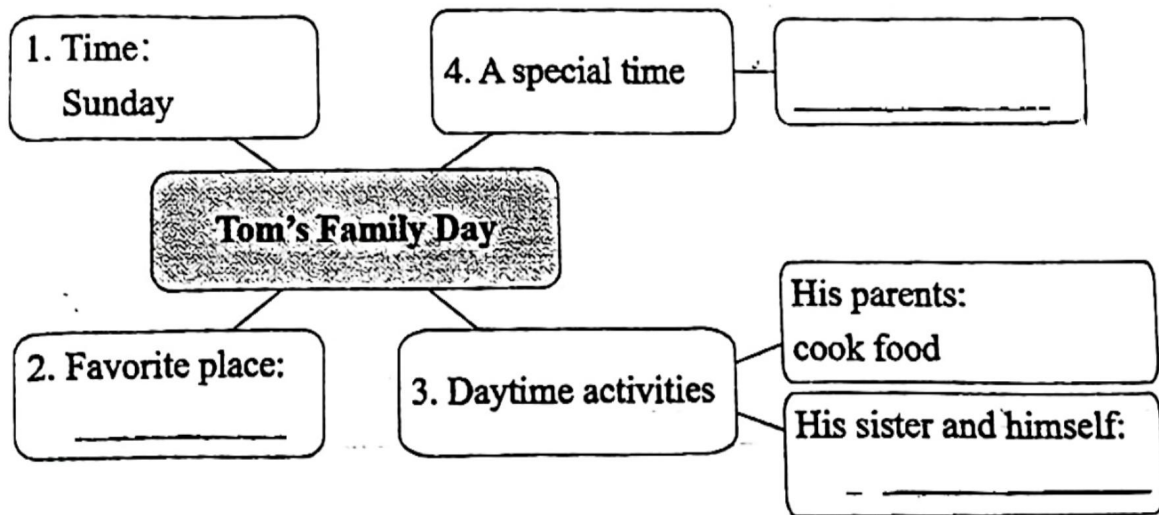 1. Time:
Sunday
4. A special time
Tom's Family Day
2. Favorite place:
3. Daytime activities
His parents:
cook food
His sister and himself: